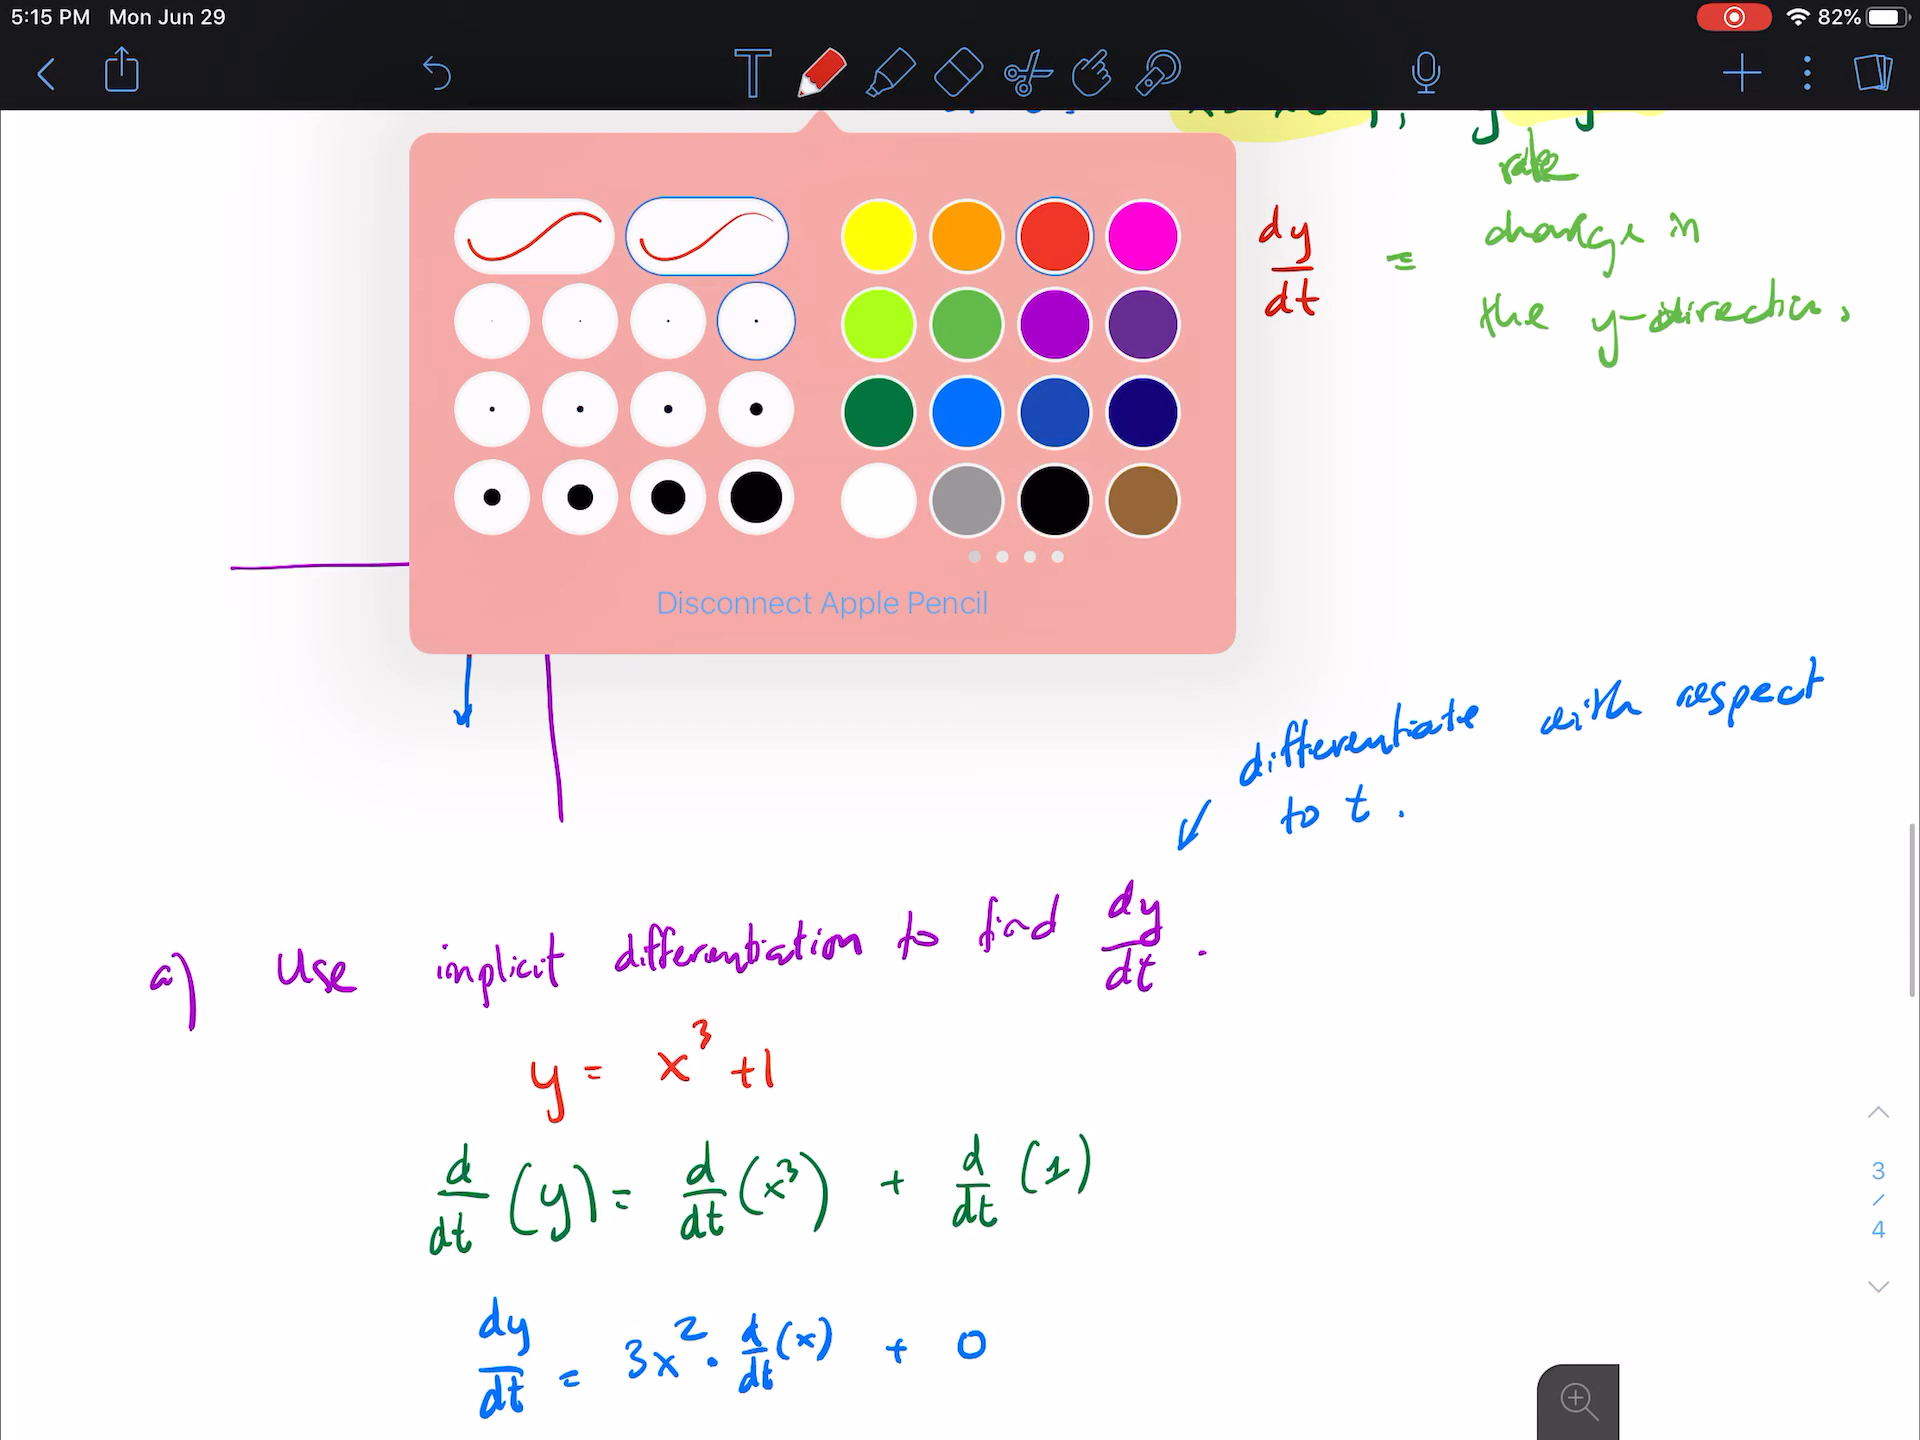 5:15 PM Mon Jun 29
82%
T
rate
dy/dt = change in
the y-direction.
Disconnect Apple Pencil
differentiate with respect
to t.
a) Use implicit differentiation to find dy/dt.
y = x³ + 1
d/dt (y) = d/dt (x³) + d/dt (1)
3
/
4
dy/dt = 3x² · d/dt (x) + 0